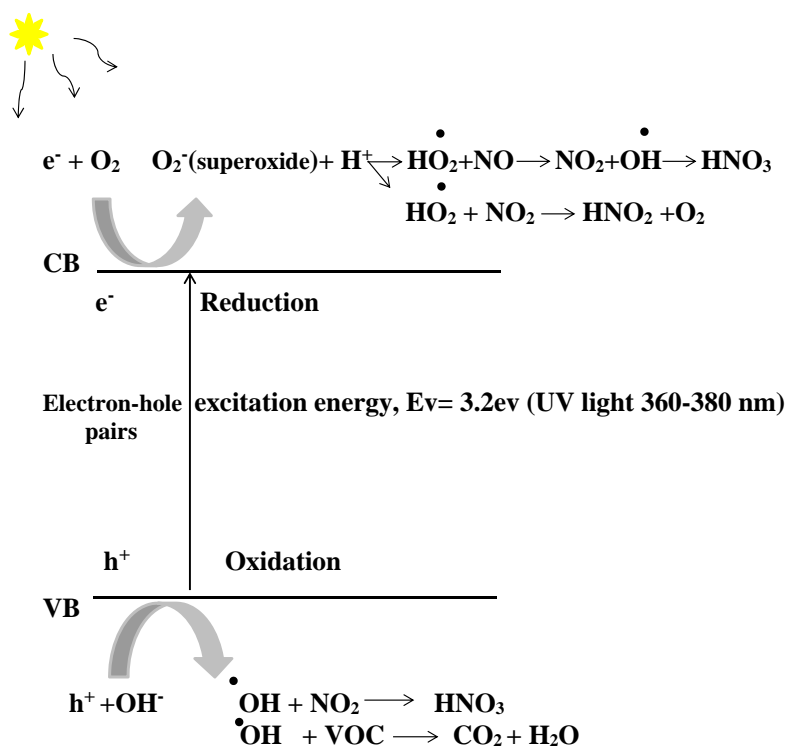 e⁻ + O₂ O₂⁻(superoxide)+ H⁺ → HO₂•+NO → NO₂+OH• → HNO₃
HO₂• + NO₂ → HNO₂ +O₂
CB
e⁻ Reduction
Electron-hole excitation energy, Ev= 3.2ev (UV light 360-380 nm)
pairs
h⁺ Oxidation
VB
h⁺ +OH⁻ •OH + NO₂ → HNO₃
•OH + VOC → CO₂ + H₂O